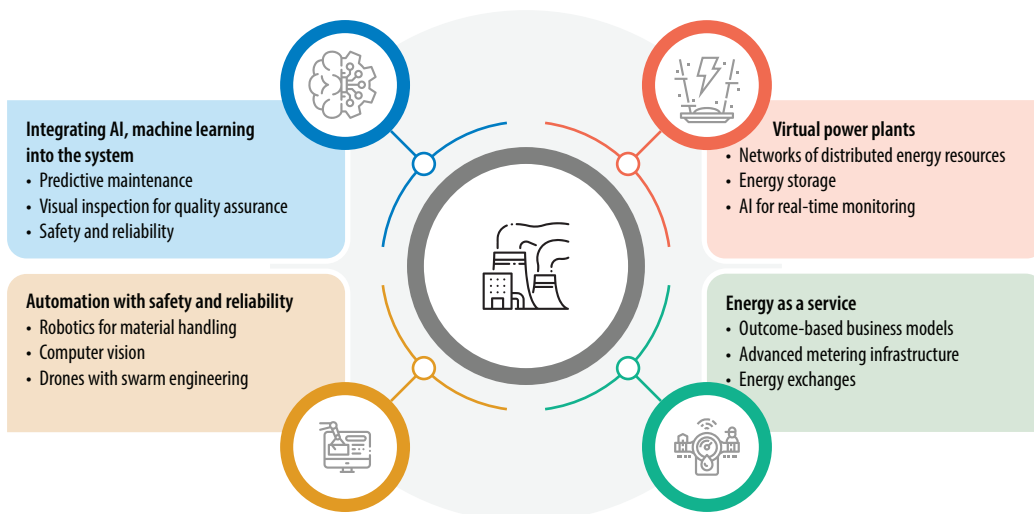 Integrating AI, machine learning
into the system
• Predictive maintenance
• Visual inspection for quality assurance
• Safety and reliability
Virtual power plants
• Networks of distributed energy resources
• Energy storage
• AI for real-time monitoring
Automation with safety and reliability
• Robotics for material handling
• Computer vision
• Drones with swarm engineering
Energy as a service
• Outcome-based business models
• Advanced metering infrastructure
• Energy exchanges